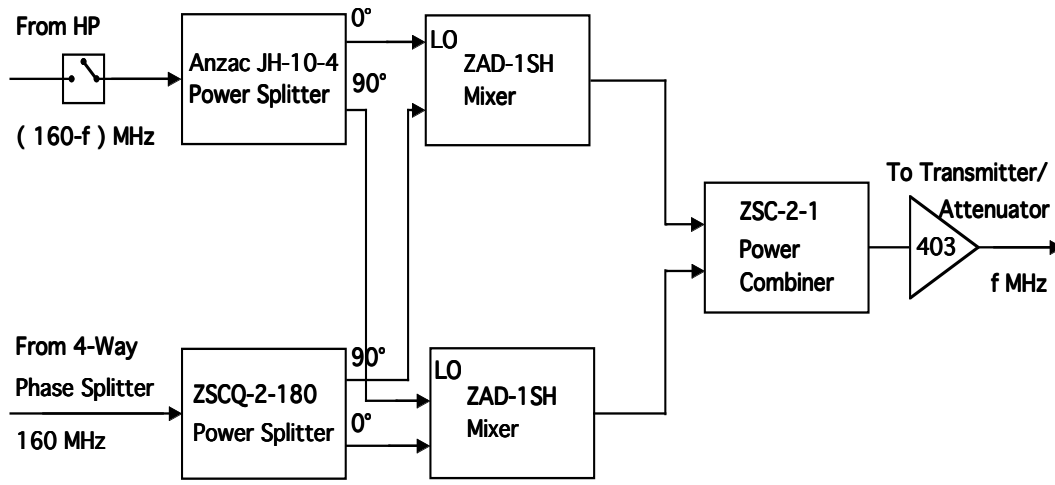 From HP
( 160-f ) MHz
Anzac JH-10-4
Power Splitter
0°
90°
LO
ZAD-1SH
Mixer
ZSC-2-1
Power
Combiner
To Transmitter/
Attenuator
403
f MHz
From 4-Way
Phase Splitter
160 MHz
ZSCQ-2-180
Power Splitter
90°
0°
LO
ZAD-1SH
Mixer